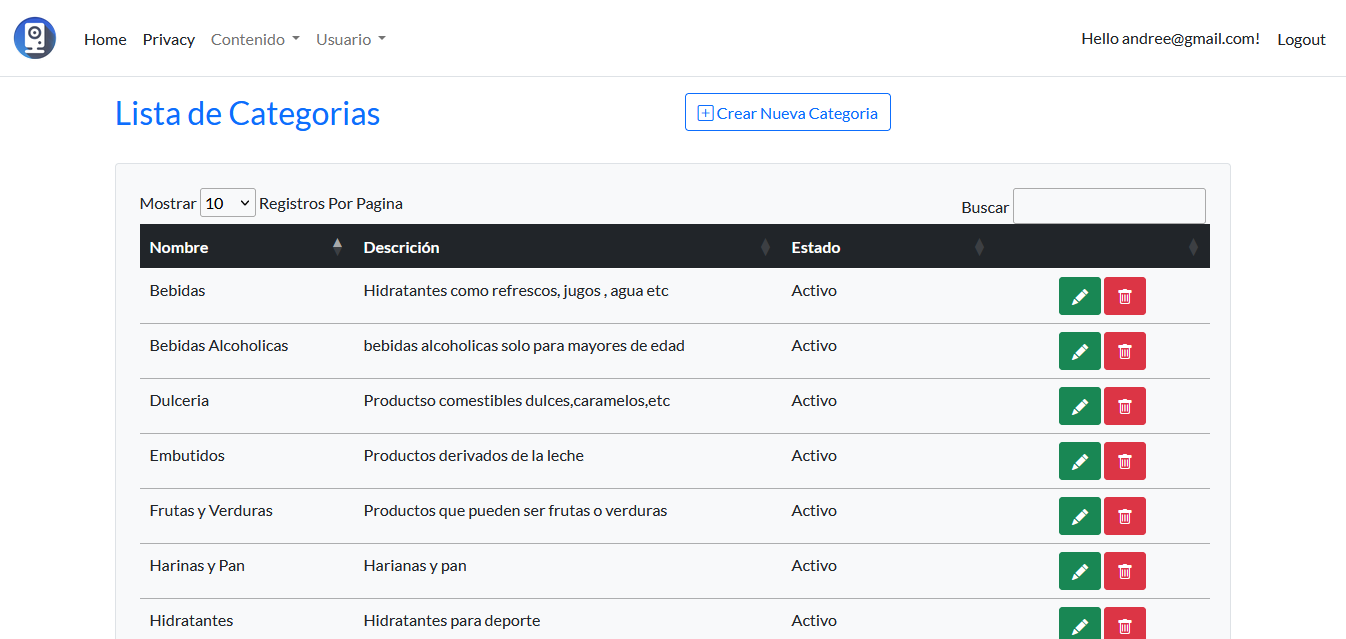 Home Privacy Contenido Usuario Hello andree@gmail.com! Logout
Lista de Categorias Crear Nueva Categoria
Mostrar 10 Registros Por Pagina Buscar
Nombre Descrición Estado
Bebidas Hidratantes como refrescos, jugos , agua etc Activo
Bebidas Alcoholicas bebidas alcoholicas solo para mayores de edad Activo
Dulceria Productso comestibles dulces,caramelos,etc Activo
Embutidos Productos derivados de la leche Activo
Frutas y Verduras Productos que pueden ser frutas o verduras Activo
Harinas y Pan Harianas y pan Activo
Hidratantes Hidratantes para deporte Activo